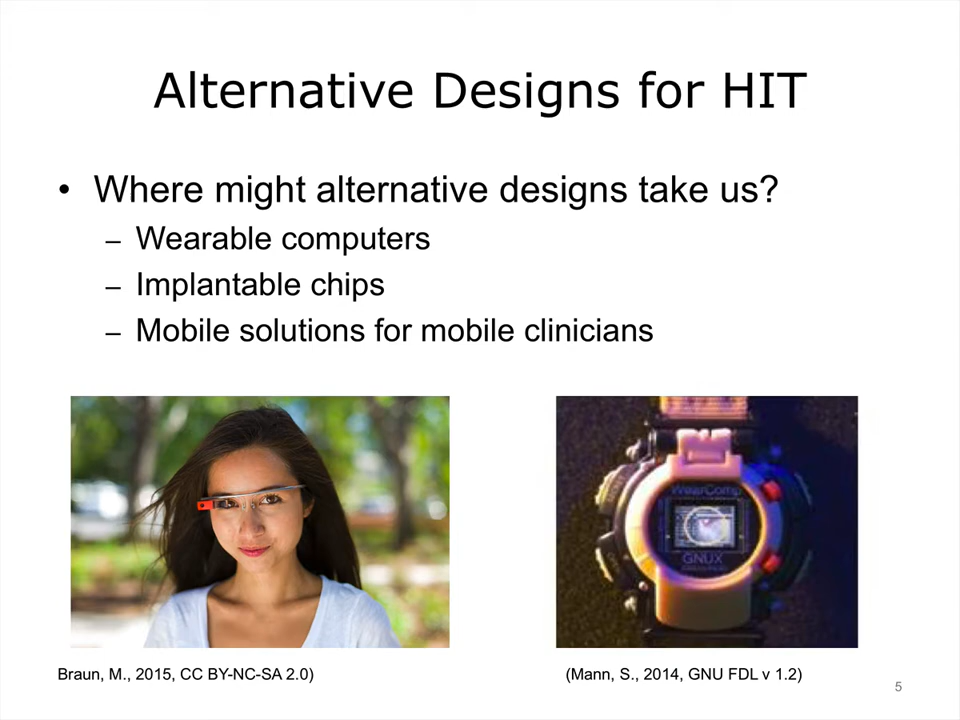 Alternative Designs for HIT
• Where might alternative designs take us?
– Wearable computers
– Implantable chips
– Mobile solutions for mobile clinicians
WearComp
GNUX
Braun, M., 2015, CC BY-NC-SA 2.0)
(Mann, S., 2014, GNU FDL v 1.2)
5